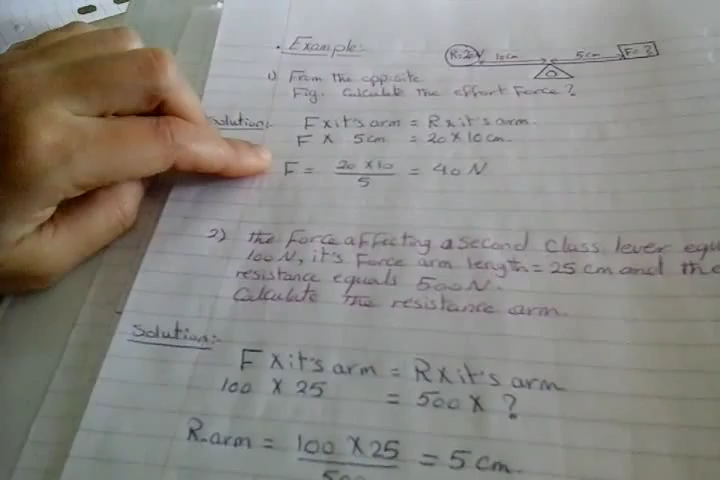 Example:
R=20N 10cm 5cm F=?
1) From the opposite
Fig. Calculate the effort Force?
Solution:-
F x it's arm = R x it's arm.
F x 5cm = 20 x 10 cm.
F = 20 x 10 / 5 = 40 N
2) the Force affecting a second class lever equ
100 N, it's Force arm length = 25 cm and the
resistance equals 500 N.
Calculate the resistance arm.
Solution:-
F x it's arm = R x it's arm
100 x 25 = 500 x ?
R.arm = 100 x 25 / 500 = 5 cm.